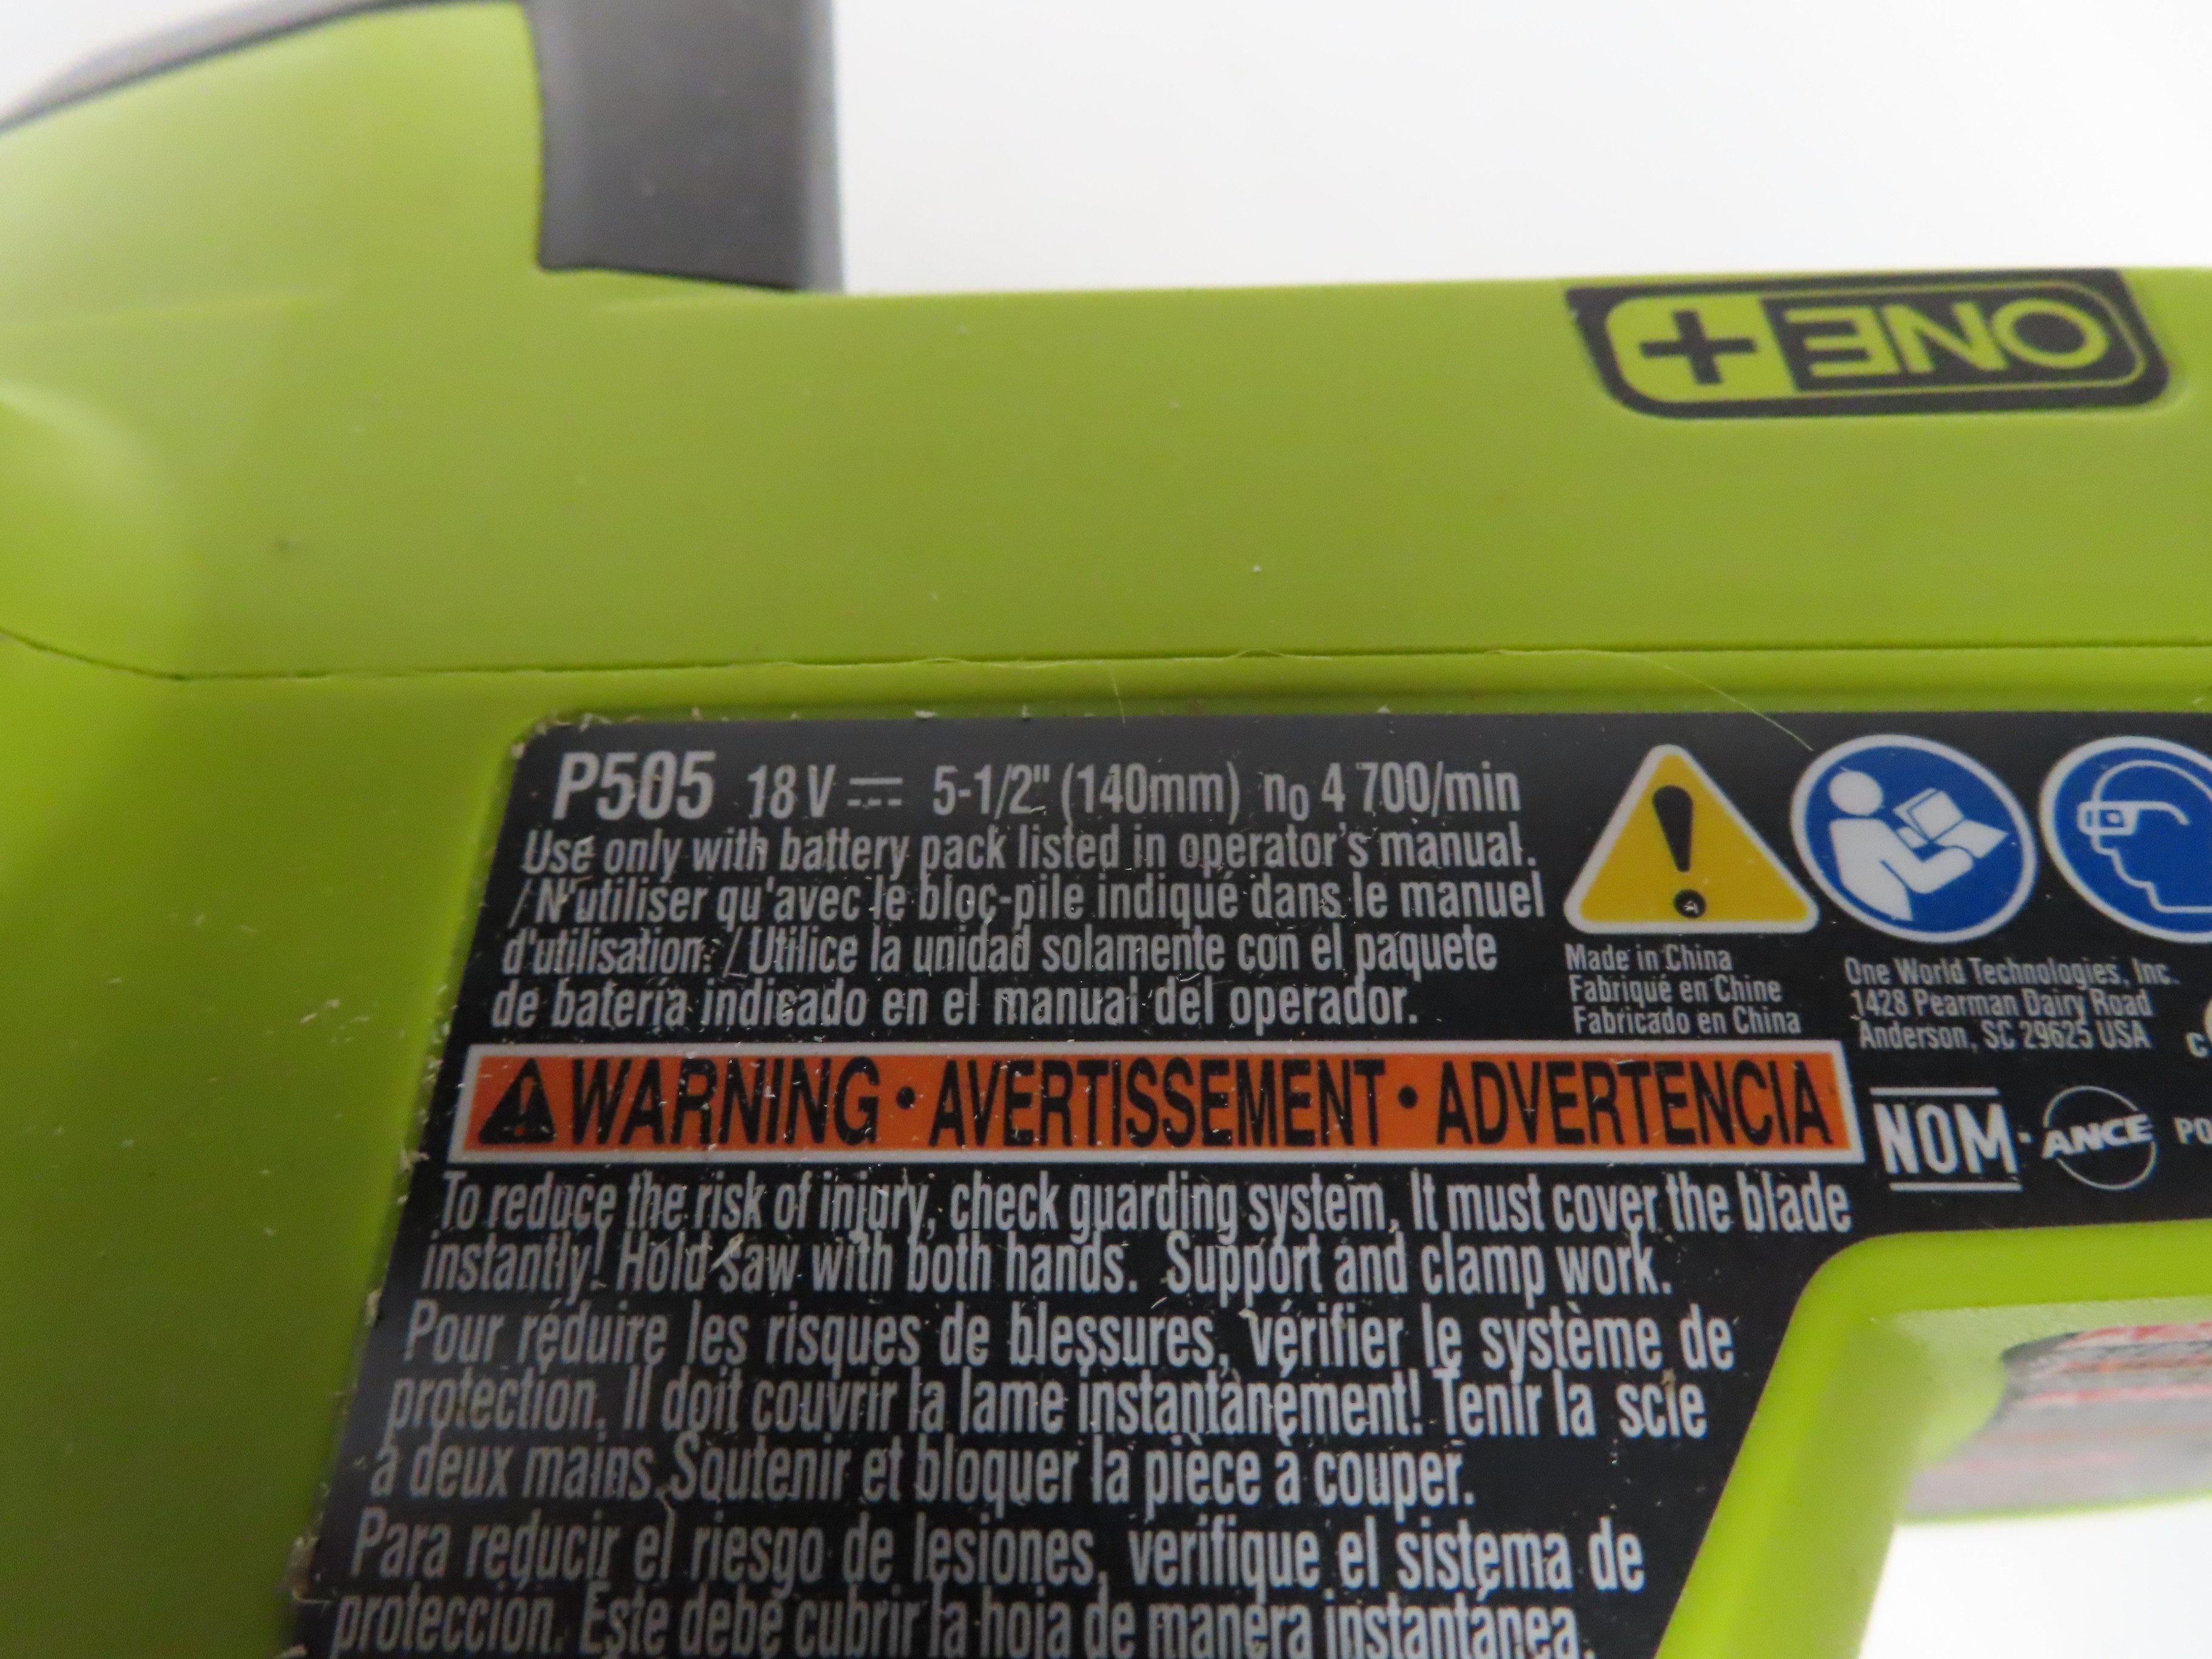 ONE+
P505 18V 5-1/2" (140mm) n0 4 700/min
Use only with battery pack listed in operator's manual.
/ N'utiliser qu'avec le bloc-pile indiqué dans le manuel
d'utilisation. / Utilice la unidad solamente con el paquete
de batería indicado en el manual del operador.
Made in China
Fabriqué en Chine
Fabricado en China
One World Technologies, Inc.
1428 Pearman Dairy Road
Anderson, SC 29625 USA
C
WARNING • AVERTISSEMENT • ADVERTENCIA
NOM • ANCE PO
To reduce the risk of injury, check guarding system. It must cover the blade
instantly! Hold saw with both hands. Support and clamp work.
Pour réduire les risques de blessures, vérifier le système de
protection. Il doit couvrir la lame instantanément! Tenir la scie
à deux mains. Soutenir et bloquer la pièce à couper.
Para reducir el riesgo de lesiones, verifique el sistema de
protección. Este debe cubrir la hoja de manera instantánea.